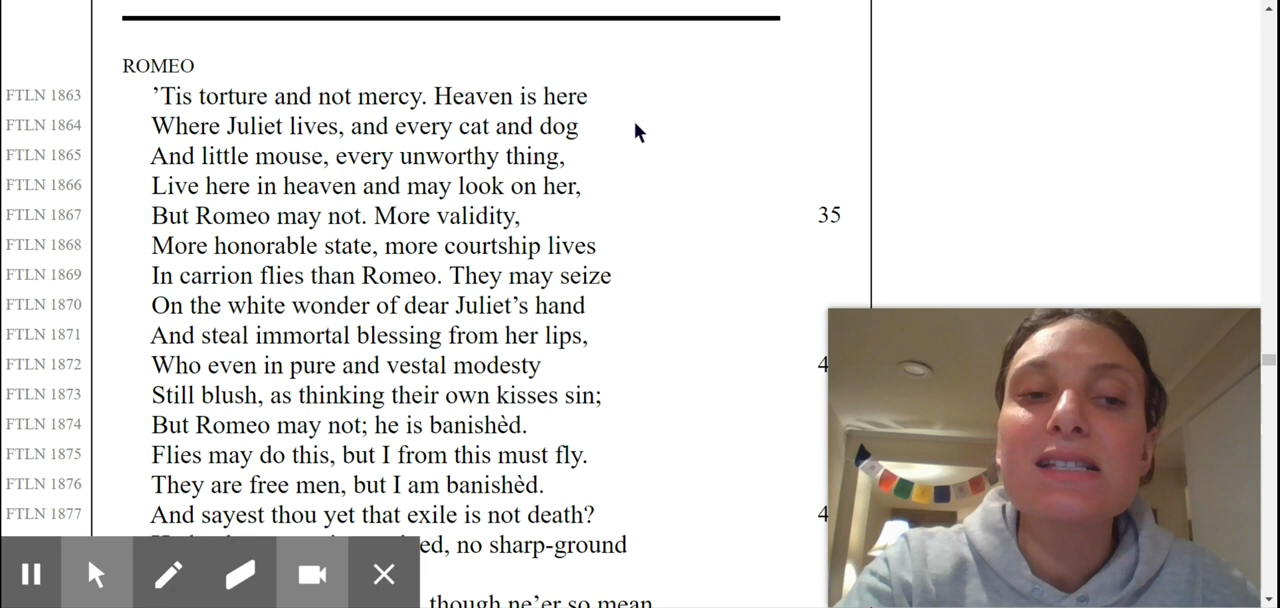 ROMEO
FTLN 1863 ’Tis torture and not mercy. Heaven is here
FTLN 1864 Where Juliet lives, and every cat and dog
FTLN 1865 And little mouse, every unworthy thing,
FTLN 1866 Live here in heaven and may look on her,
FTLN 1867 But Romeo may not. More validity, 35
FTLN 1868 More honorable state, more courtship lives
FTLN 1869 In carrion flies than Romeo. They may seize
FTLN 1870 On the white wonder of dear Juliet’s hand
FTLN 1871 And steal immortal blessing from her lips,
FTLN 1872 Who even in pure and vestal modesty 4
FTLN 1873 Still blush, as thinking their own kisses sin;
FTLN 1874 But Romeo may not; he is banishèd.
FTLN 1875 Flies may do this, but I from this must fly.
FTLN 1876 They are free men, but I am banishèd.
FTLN 1877 And sayest thou yet that exile is not death? 4
ed, no sharp-ground
though ne’er so mean